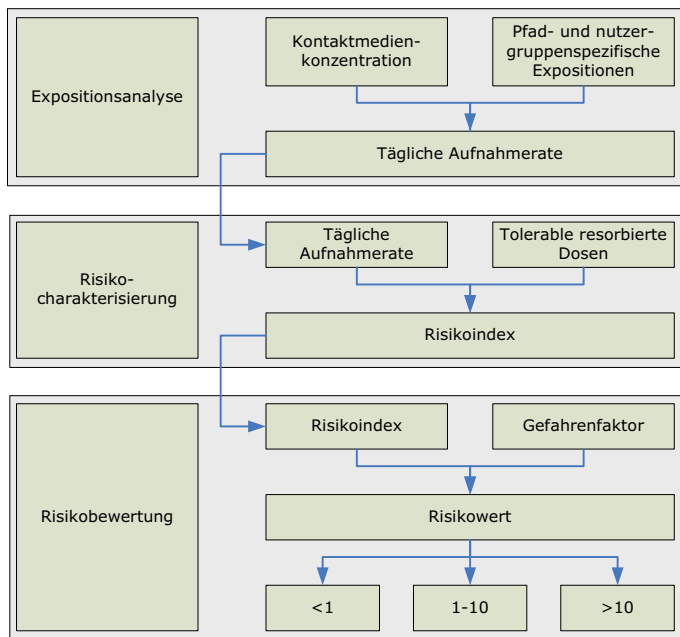 Expositionsanalyse
Kontaktmedien-
konzentration
Pfad- und nutzer-
gruppenspezifische
Expositionen
Tägliche Aufnahmerate
Risiko-
charakterisierung
Tägliche
Aufnahmerate
Tolerable resorbierte
Dosen
Risikoindex
Risikobewertung
Risikoindex
Gefahrenfaktor
Risikowert
<1
1-10
>10